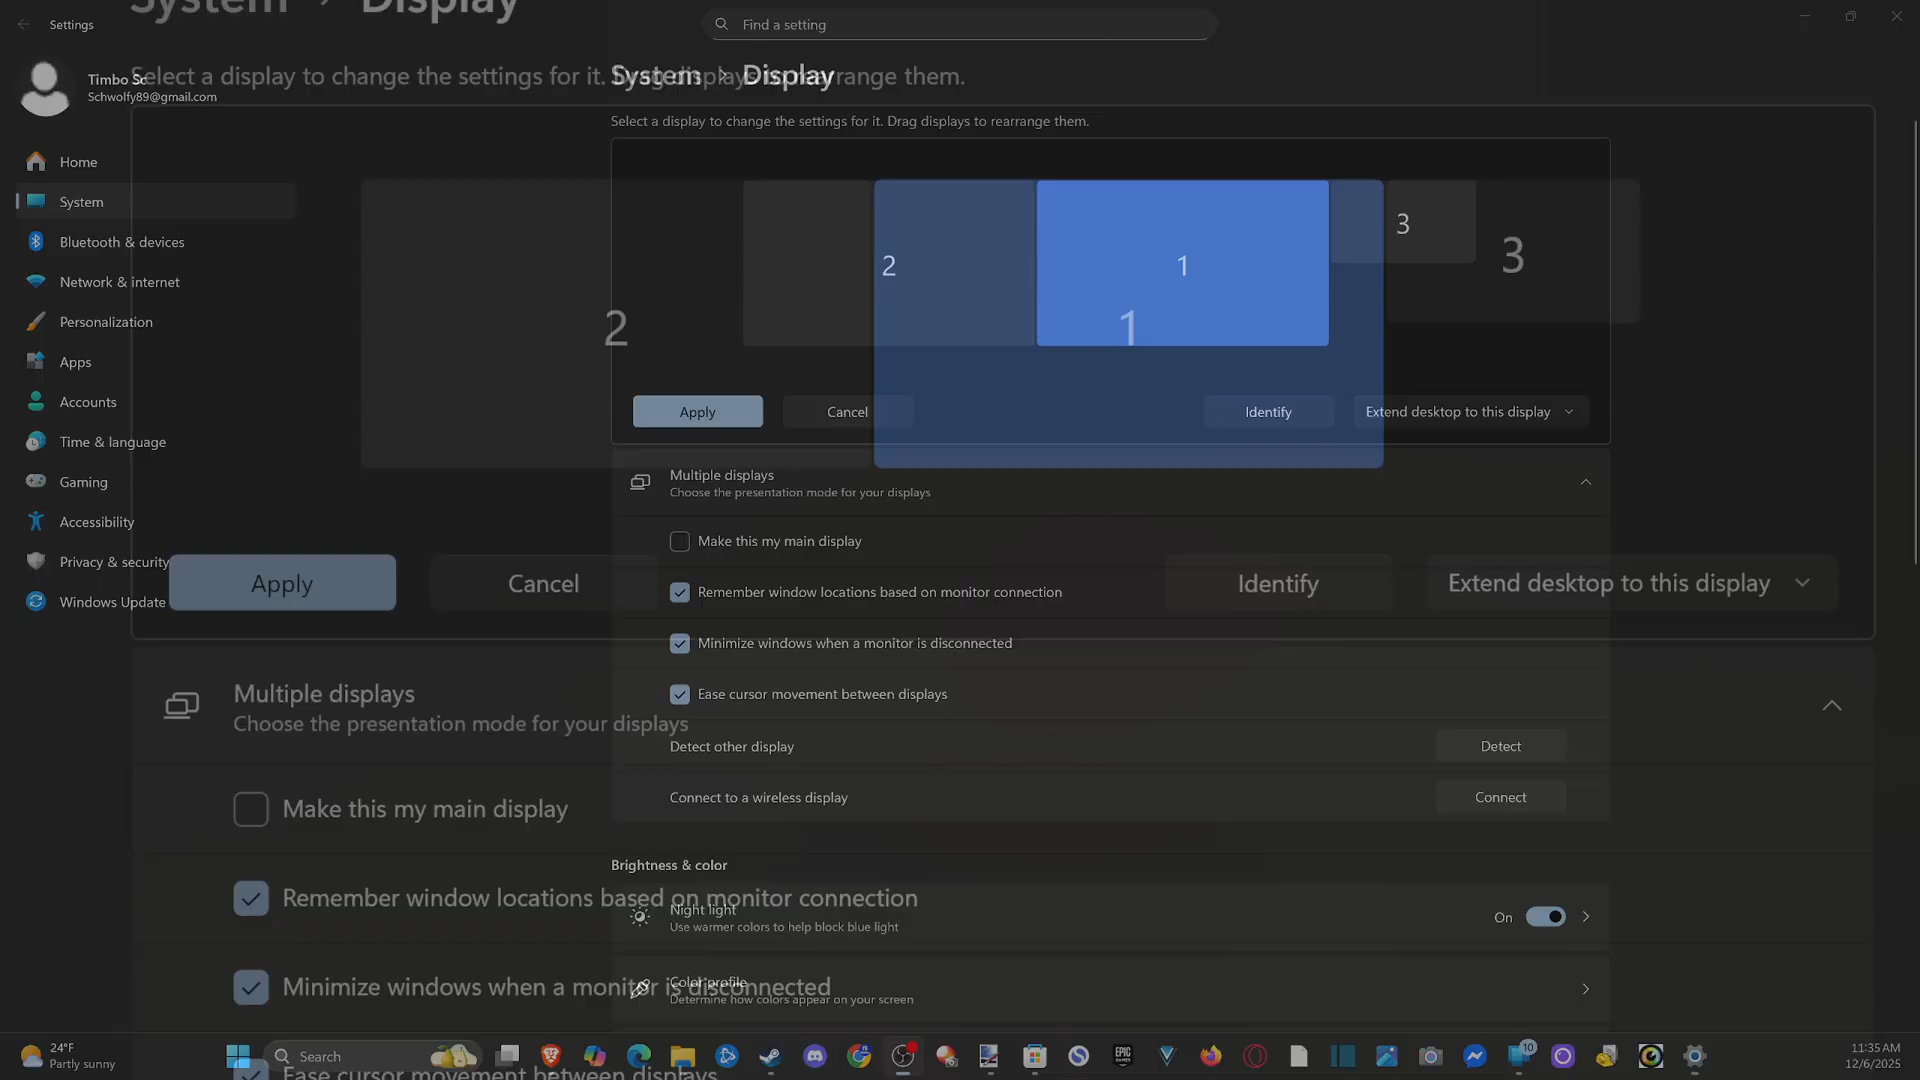 Settings
System > Display
Find a setting
Timbo Sc
Schwolfy89@gmail.com
Select a display to change the settings for it. Drag displays to rearrange them.
System > Display
Select a display to change the settings for it. Drag displays to rearrange them.
Home
System
Bluetooth & devices
Network & internet
Personalization
Apps
Accounts
Time & language
Gaming
Accessibility
Privacy & security
Windows Update
2
1
3
2
1
3
Apply
Cancel
Identify
Extend desktop to this display
Multiple displays
Choose the presentation mode for your displays
Make this my main display
Remember window locations based on monitor connection
Minimize windows when a monitor is disconnected
Ease cursor movement between displays
Detect other display
Detect
Connect to a wireless display
Connect
Brightness & color
Night light
Use warmer colors to help block blue light
On
Color profile
Determine how colors appear on your screen
Apply
Cancel
Identify
Extend desktop to this display
Multiple displays
Choose the presentation mode for your displays
Make this my main display
Remember window locations based on monitor connection
Minimize windows when a monitor is disconnected
Ease cursor movement between displays
24°F
Partly sunny
Search
EPIC
GAMES
10
11:35 AM
12/6/2025